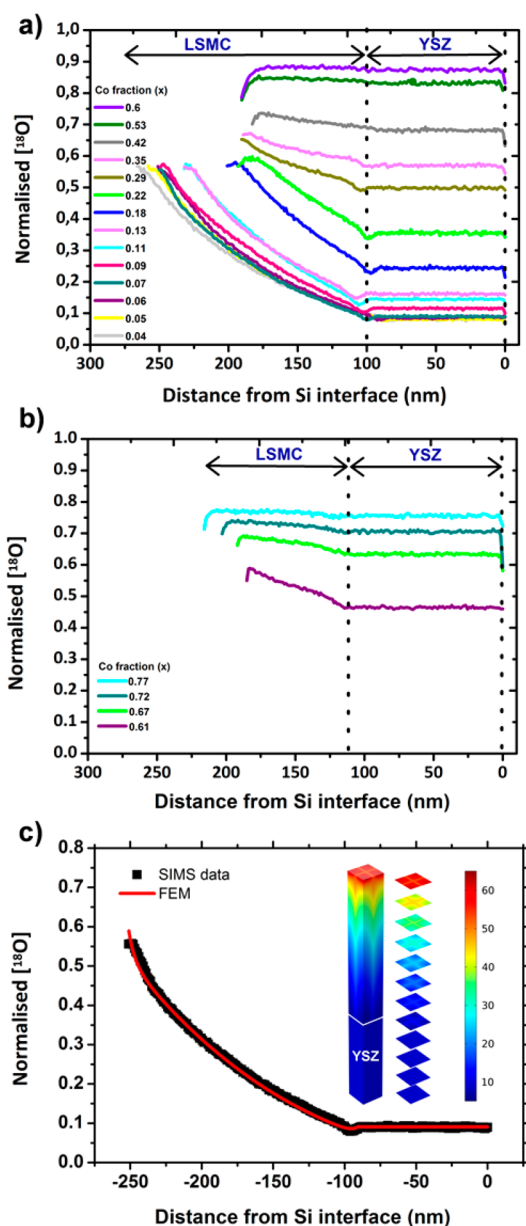 a)
LSMC
YSZ
Normalised [¹⁸O]
1,0
0,9
0,8
0,7
0,6
0,5
0,4
0,3
0,2
0,1
0,0
Co fraction (x)
0.6
0.53
0.42
0.35
0.29
0.22
0.18
0.13
0.11
0.09
0.07
0.06
0.05
0.04
300 250 200 150 100 50 0
Distance from Si interface (nm)
b)
LSMC
YSZ
Normalised [¹⁸O]
1.0
0.9
0.8
0.7
0.6
0.5
0.4
0.3
0.2
0.1
0.0
Co fraction (x)
0.77
0.72
0.67
0.61
300 250 200 150 100 50 0
Distance from Si interface (nm)
c)
SIMS data
FEM
Normalised [¹⁸O]
0.8
0.7
0.6
0.5
0.4
0.3
0.2
0.1
0.0
YSZ
60
50
40
30
20
10
-250 -200 -150 -100 -50 0
Distance from Si interface (nm)